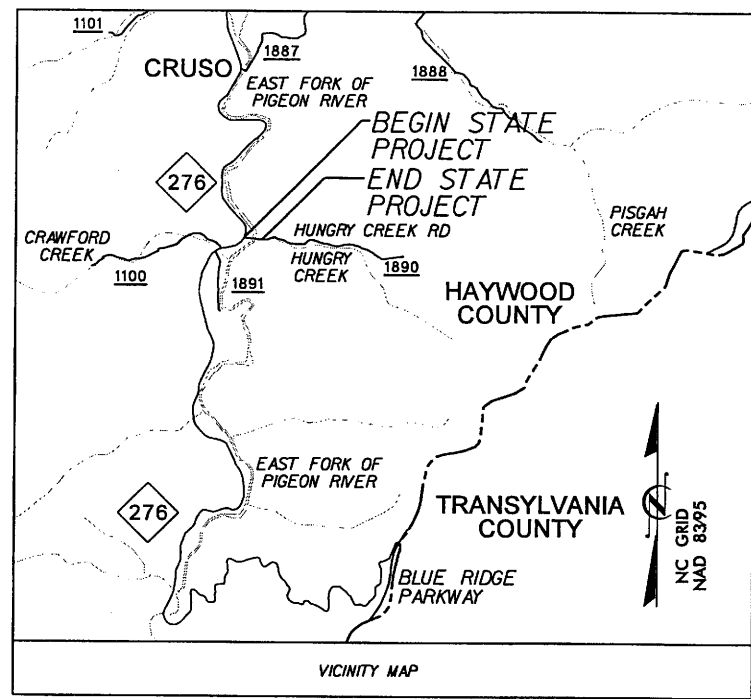 1101
1887
CRUSO
EAST FORK OF
PIGEON RIVER
1888
BEGIN STATE
PROJECT
276
END STATE
PROJECT
CRAWFORD
CREEK
HUNGRY CREEK RD
PISGAH
CREEK
1100
1891
HUNGRY
CREEK
1890
HAYWOOD
COUNTY
EAST FORK OF
PIGEON RIVER
276
TRANSYLVANIA
COUNTY
NC GRID
NAD 83/95
BLUE RIDGE
PARKWAY
VICINITY MAP